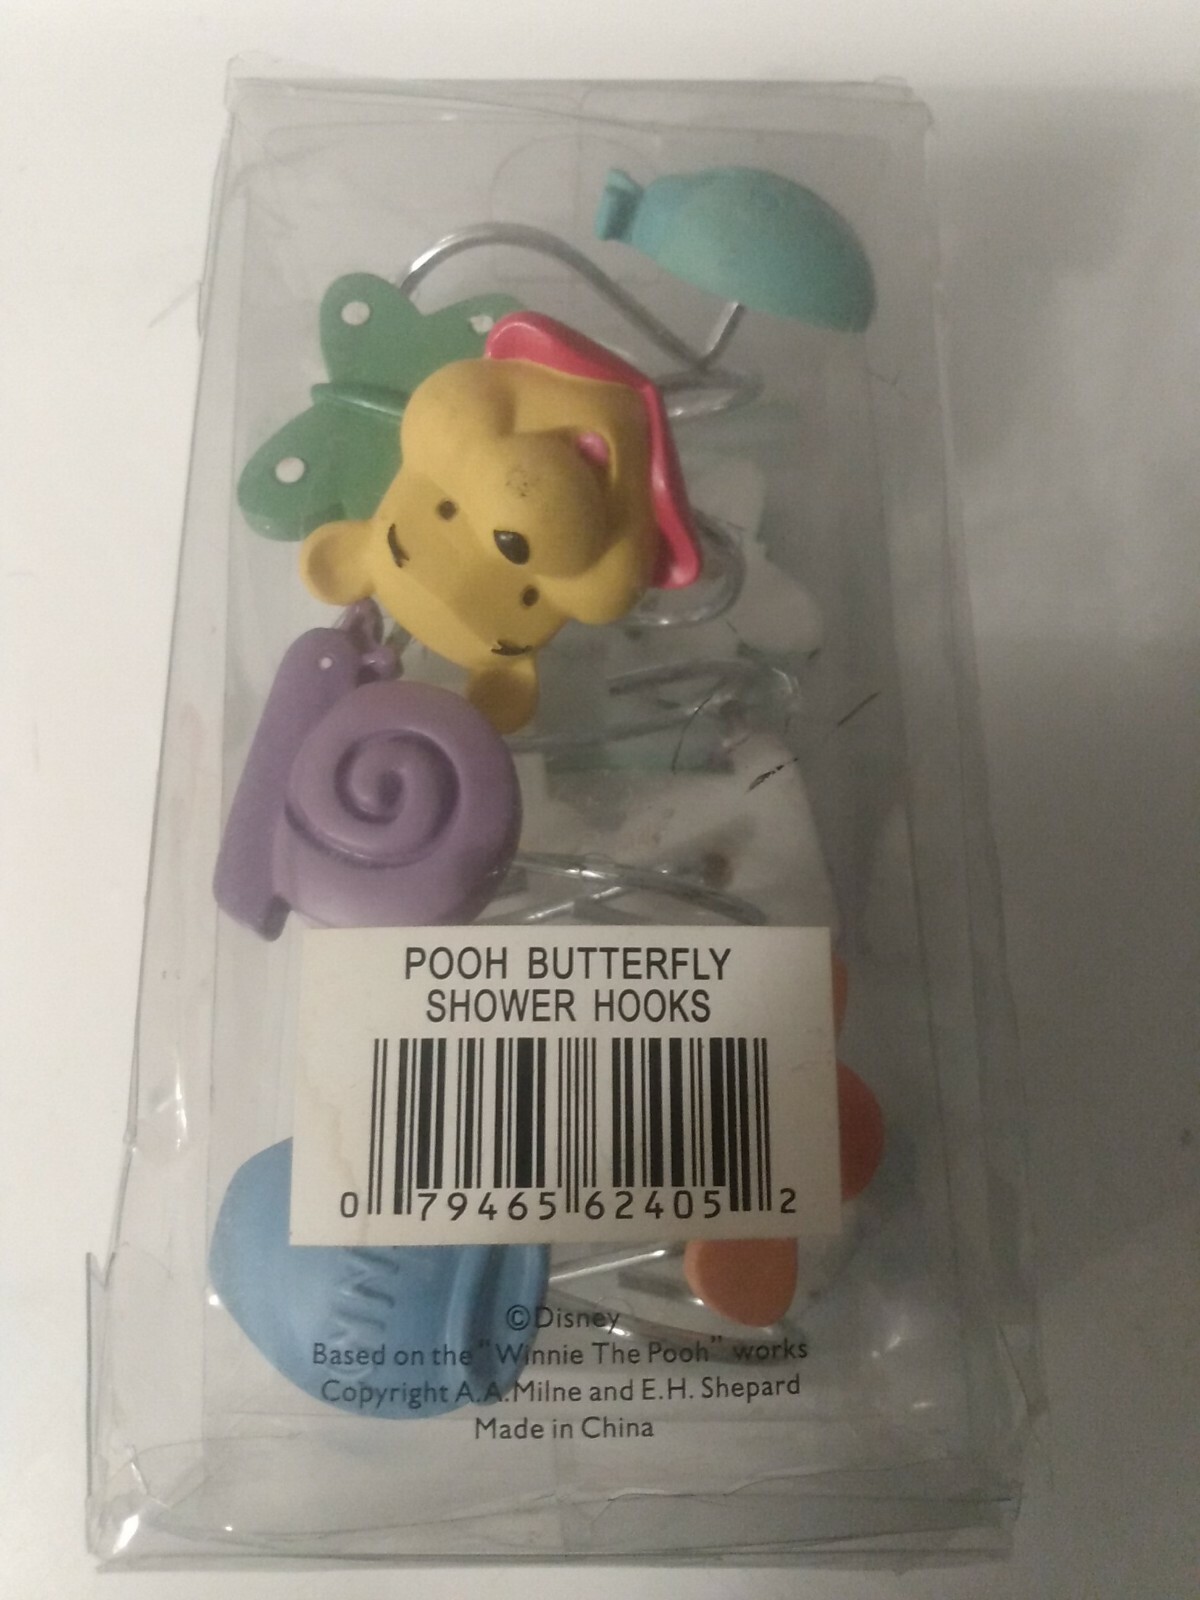 POOH BUTTERFLY
SHOWER HOOKS
0 79465 62405 2
©Disney
Based on the "Winnie The Pooh" works
Copyright A.A.Milne and E.H. Shepard
Made in China